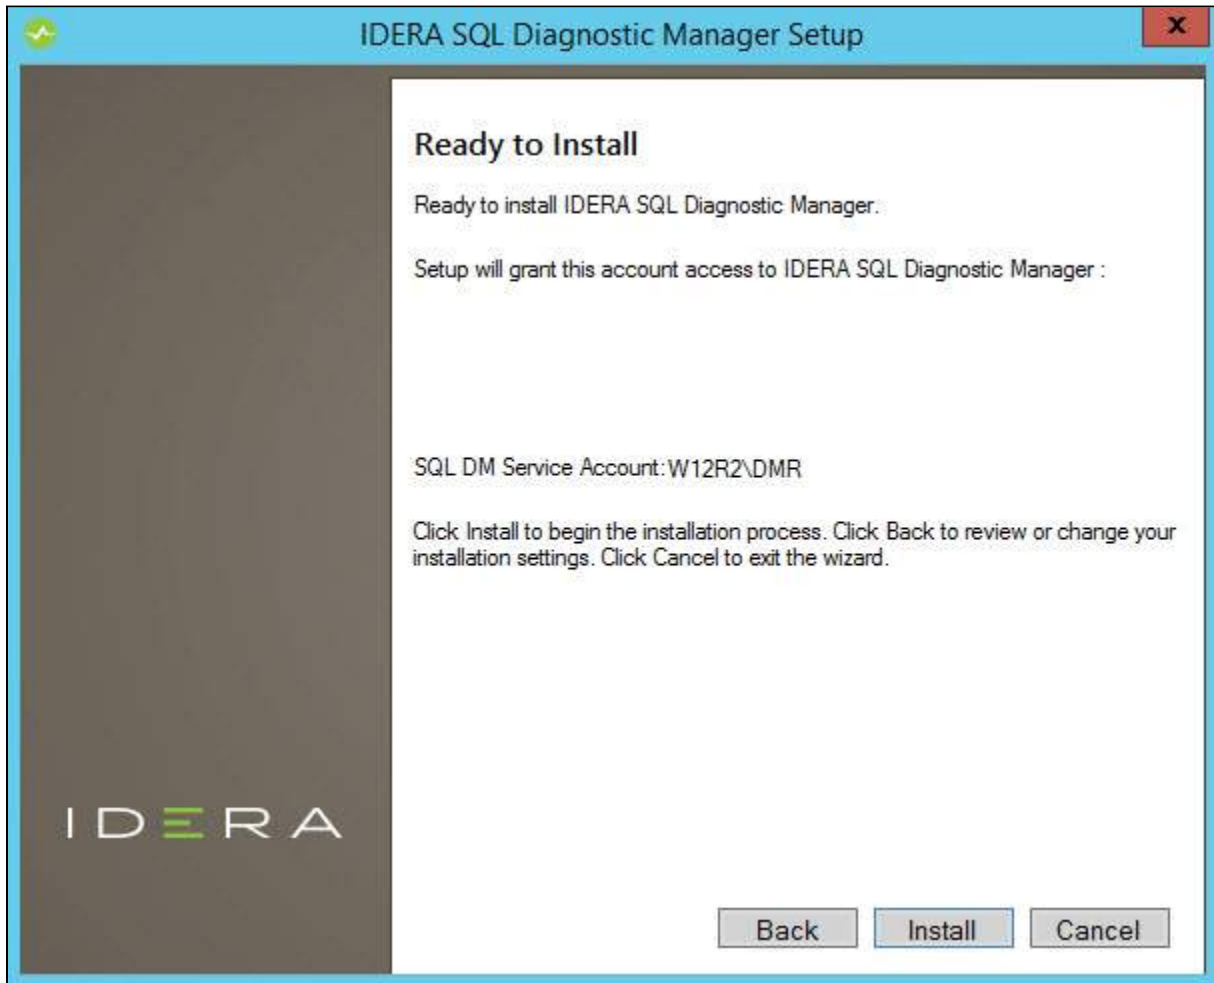 IDERA SQL Diagnostic Manager Setup
x
Ready to Install
Ready to install IDERA SQL Diagnostic Manager.
Setup will grant this account access to IDERA SQL Diagnostic Manager :
SQL DM Service Account: W12R2\DMR
Click Install to begin the installation process. Click Back to review or change your
installation settings. Click Cancel to exit the wizard.
IDERA
Back Install Cancel